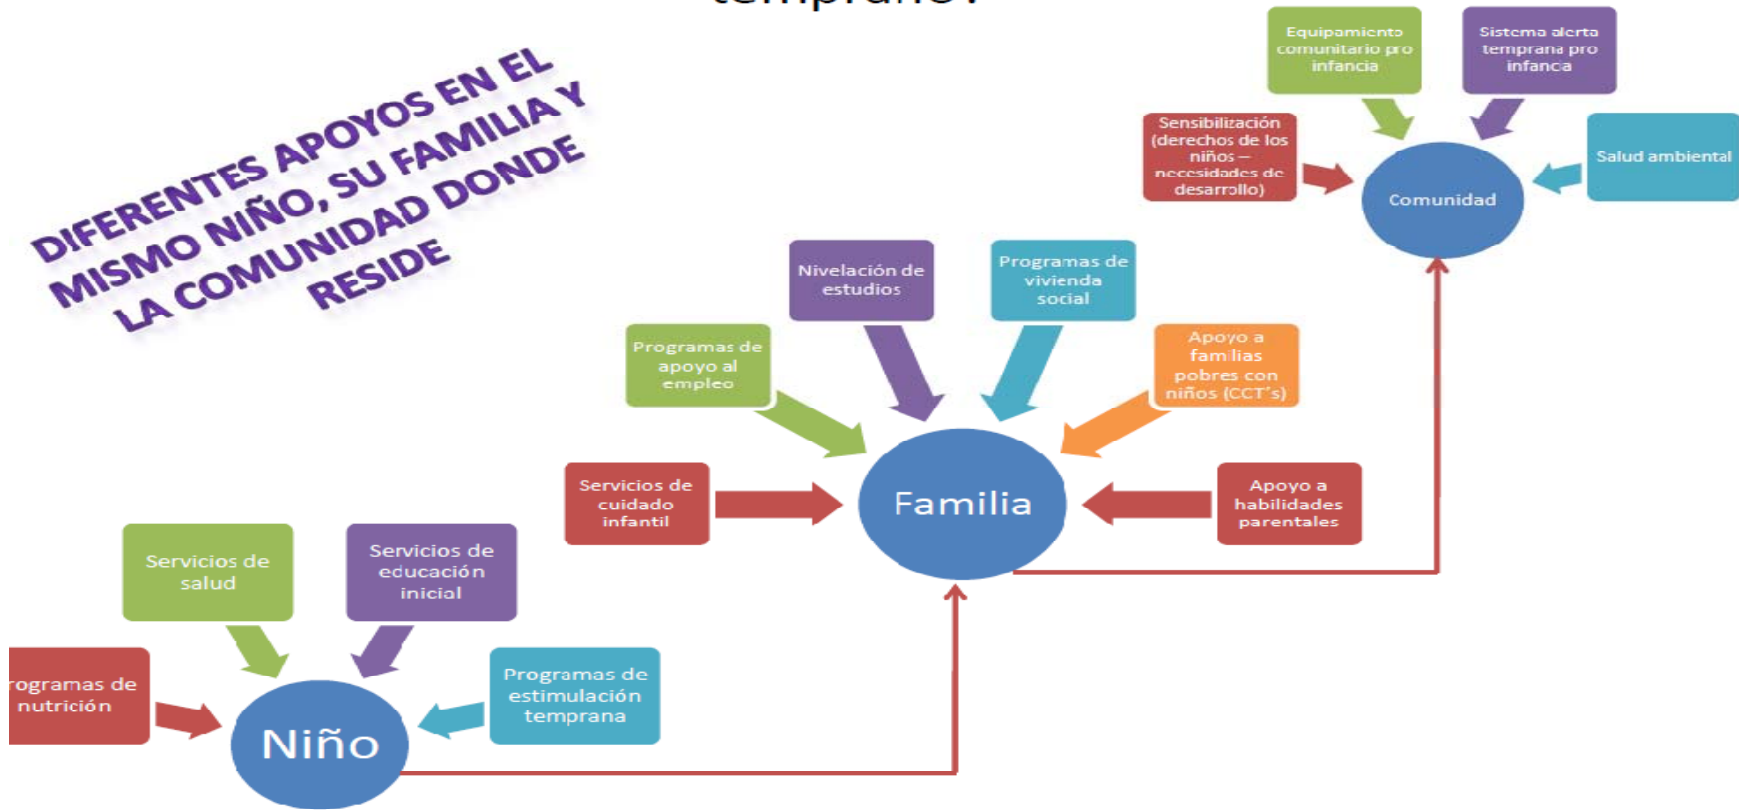 temprano?
DIFERENTES APOYOS EN EL
MISMO NIÑO, SU FAMILIA Y
LA COMUNIDAD DONDE
RESIDE
Equipamiento
comunitario pro
infancia
Sistema alerta
temprana pro
infancia
Sensibilización
(derechos de los
niños –
necesidades de
desarrollo)
Salud ambiental
Comunidad
Nivelación de
estudios
Programas de
vivienda
social
Programas de
apoyo al
empleo
Apoyo a
familias
pobres con
niños (CCT´s)
Servicios de
cuidado
infantil
Familia
Apoyo a
habilidades
parentales
Servicios de
salud
Servicios de
educación
inicial
rogramas de
nutrición
Programas de
estimulación
temprana
Niño